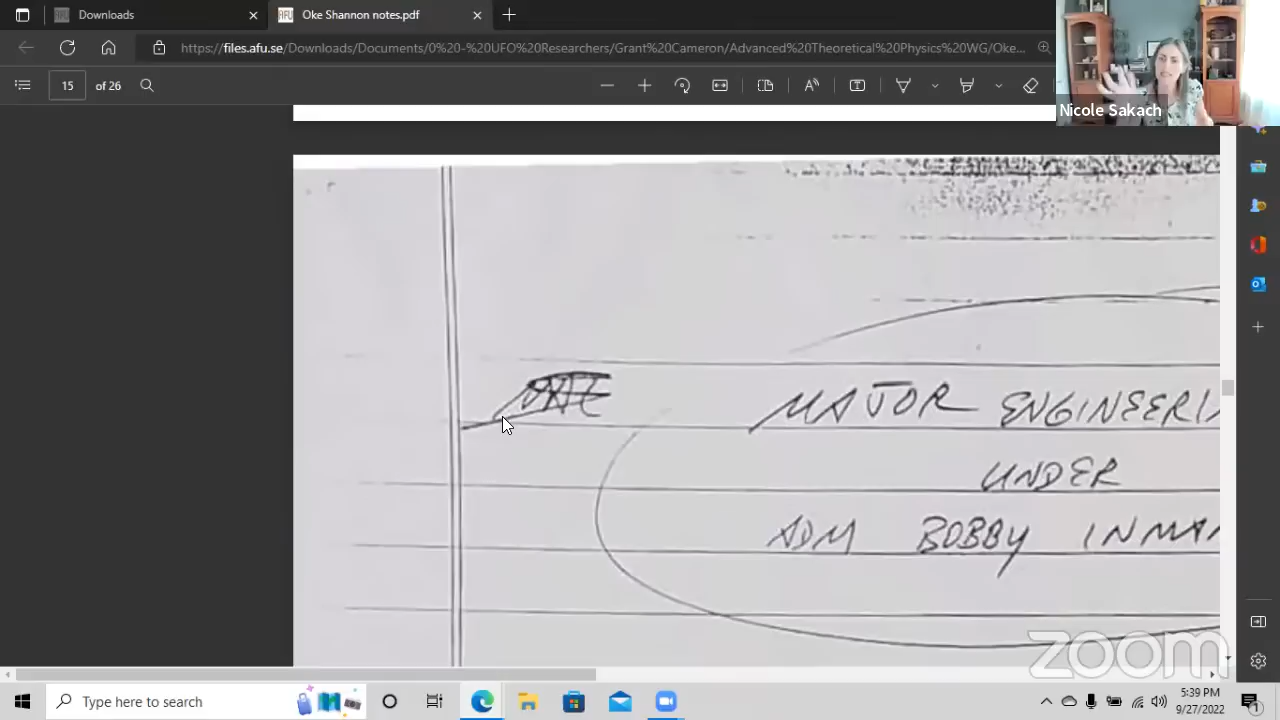 Downloads
Oke Shannon notes.pdf
https://files.afu.se/Downloads/Documents/0%20-%20UFO%20Researchers/Grant%20Cameron/Advanced%20Theoretical%20Physics%20WG/Oke...
15 of 26
Nicole Sakach
MAJOR ENGINEERI
UNDER
ADM BOBBY INMA
zoom
Type here to search
5:39 PM
9/27/2022